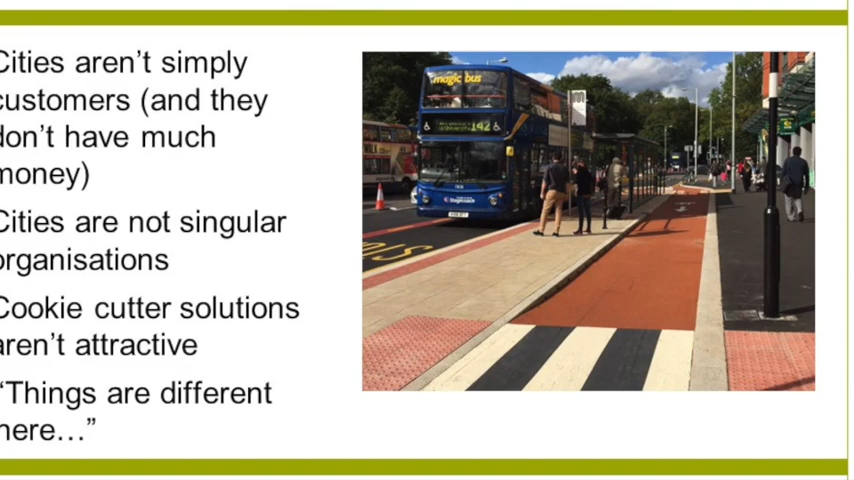 Cities aren’t simply
customers (and they
don’t have much
money)
Cities are not singular
organisations
Cookie cutter solutions
aren’t attractive
“Things are different
here…”
magic bus
142
Stagecoach